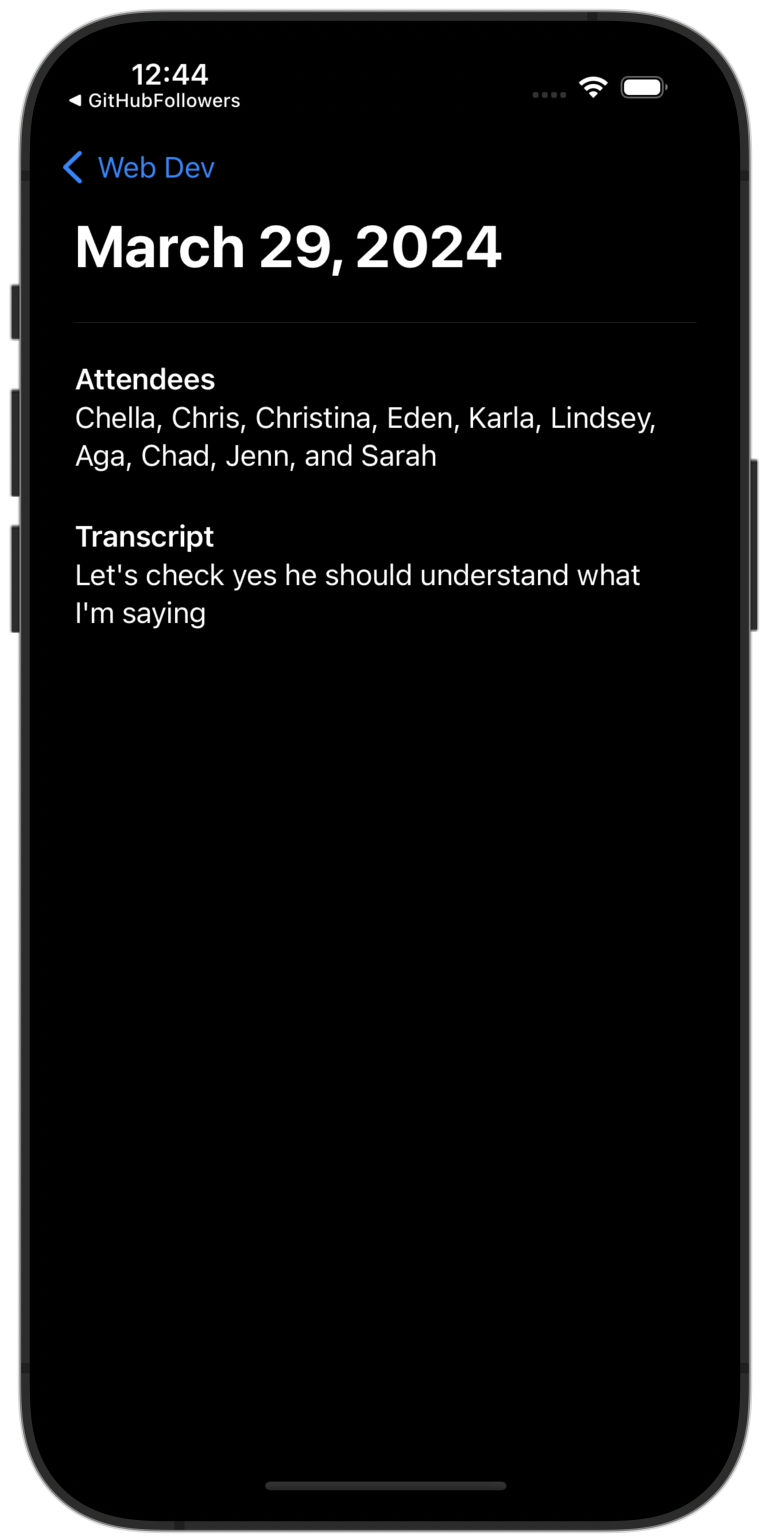 12:44
◀ GitHubFollowers
Web Dev
March 29, 2024
Attendees
Chella, Chris, Christina, Eden, Karla, Lindsey,
Aga, Chad, Jenn, and Sarah
Transcript
Let's check yes he should understand what
I'm saying